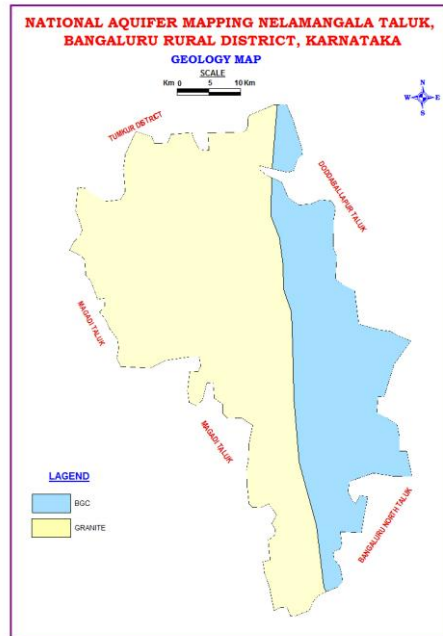 NATIONAL AQUIFER MAPPING NELAMANGALA TALUK,
BANGALURU RURAL DISTRICT, KARNATAKA
GEOLOGY MAP
SCALE
Km 0 5 10 Km
N
W E
S
TUMKUR DISTRICT
DODDABALLAPUR TALUK
MAGADI TALUK
MAGADI TALUK
BANGALURU NORTH TALUK
LAGEND
BGC
GRANITE